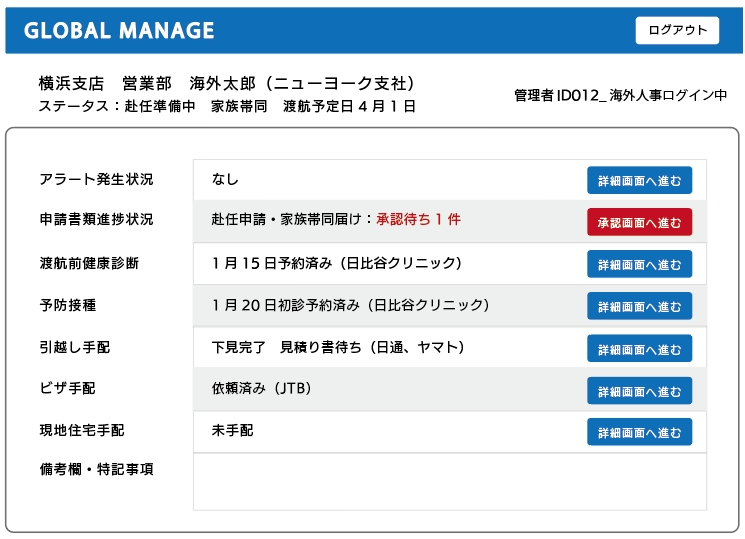 GLOBAL MANAGE
ログアウト
横浜支店　営業部　海外太郎（ニューヨーク支社）
ステータス：赴任準備中　家族帯同　渡航予定日4月1日
管理者ID012_海外人事ログイン中
アラート発生状況　なし　詳細画面へ進む
申請書類進捗状況　赴任申請・家族帯同届け：承認待ち1件　承認画面へ進む
渡航前健康診断　1月15日予約済み（日比谷クリニック）　詳細画面へ進む
予防接種　1月20日初診予約済み（日比谷クリニック）　詳細画面へ進む
引越し手配　下見完了　見積り書待ち（日通、ヤマト）　詳細画面へ進む
ビザ手配　依頼済み（JTB）　詳細画面へ進む
現地住宅手配　未手配　詳細画面へ進む
備考欄・特記事項